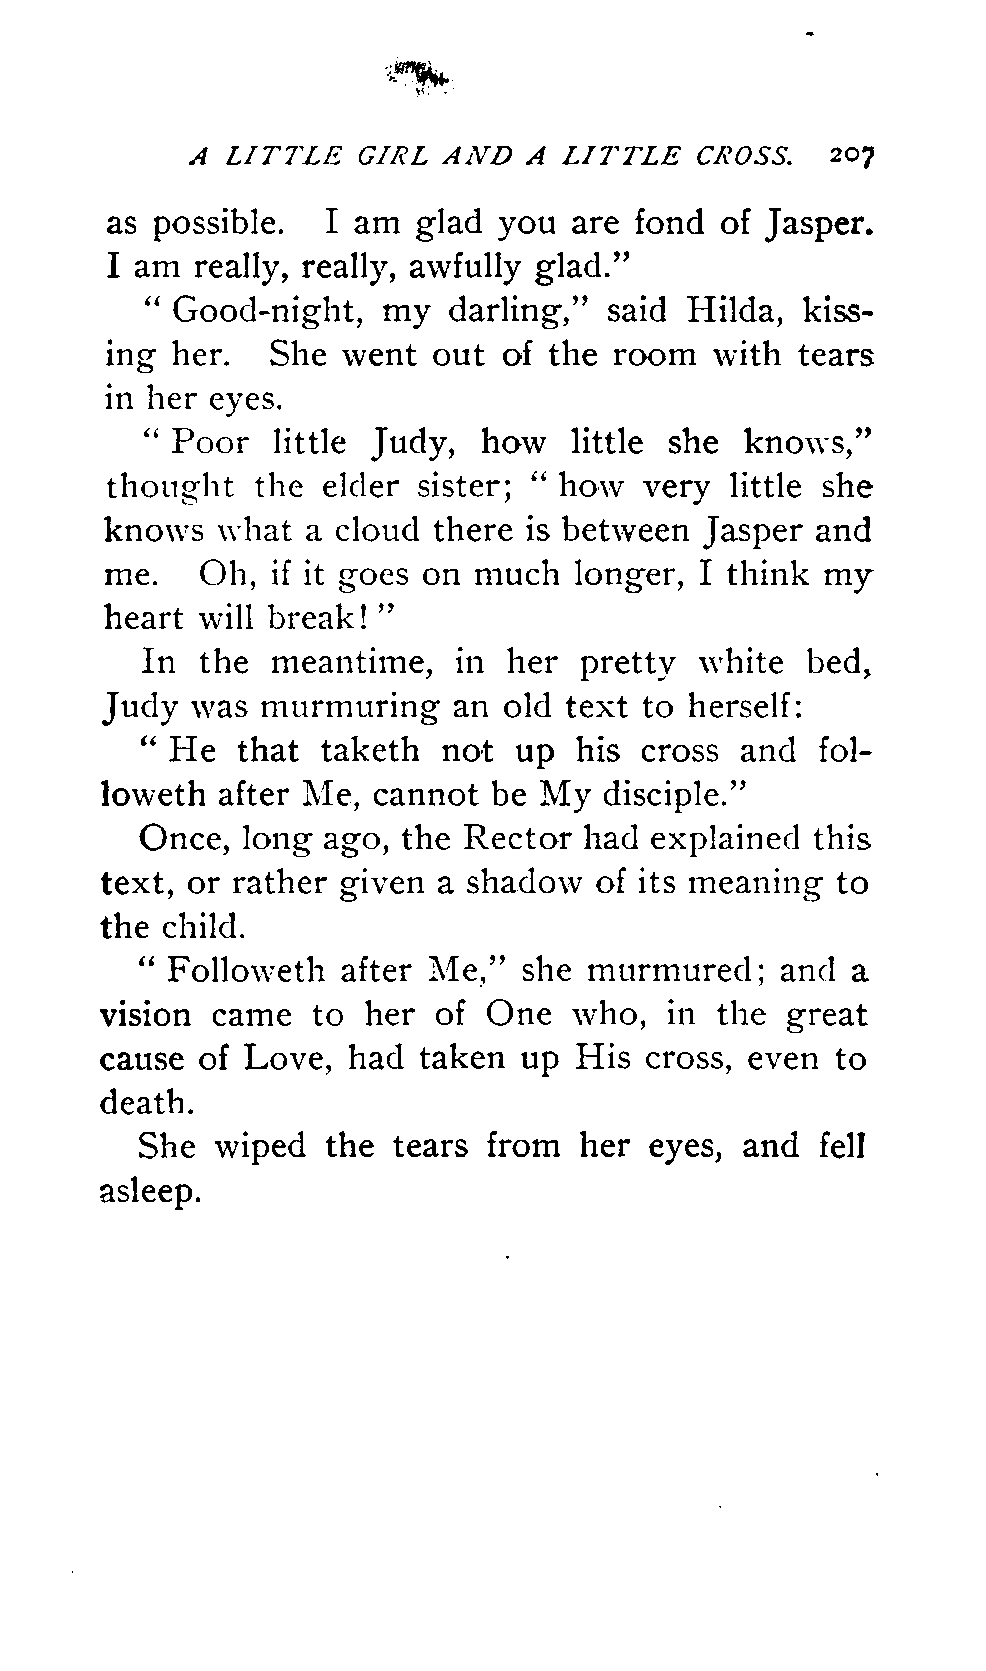 A LITTLE GIRL AND A LITTLE CROSS. 207
as possible. I am glad you are fond of Jasper.
I am really, really, awfully glad.”
“ Good-night, my darling,” said Hilda, kiss-
ing her. She went out of the room with tears
in her eyes.
“ Poor little Judy, how little she knows,”
thought the elder sister; “ how very little she
knows what a cloud there is between Jasper and
me. Oh, if it goes on much longer, I think my
heart will break! ”
In the meantime, in her pretty white bed,
Judy was murmuring an old text to herself:
“ He that taketh not up his cross and fol-
loweth after Me, cannot be My disciple.”
Once, long ago, the Rector had explained this
text, or rather given a shadow of its meaning to
the child.
“ Followeth after Me,” she murmured; and a
vision came to her of One who, in the great
cause of Love, had taken up His cross, even to
death.
She wiped the tears from her eyes, and fell
asleep.